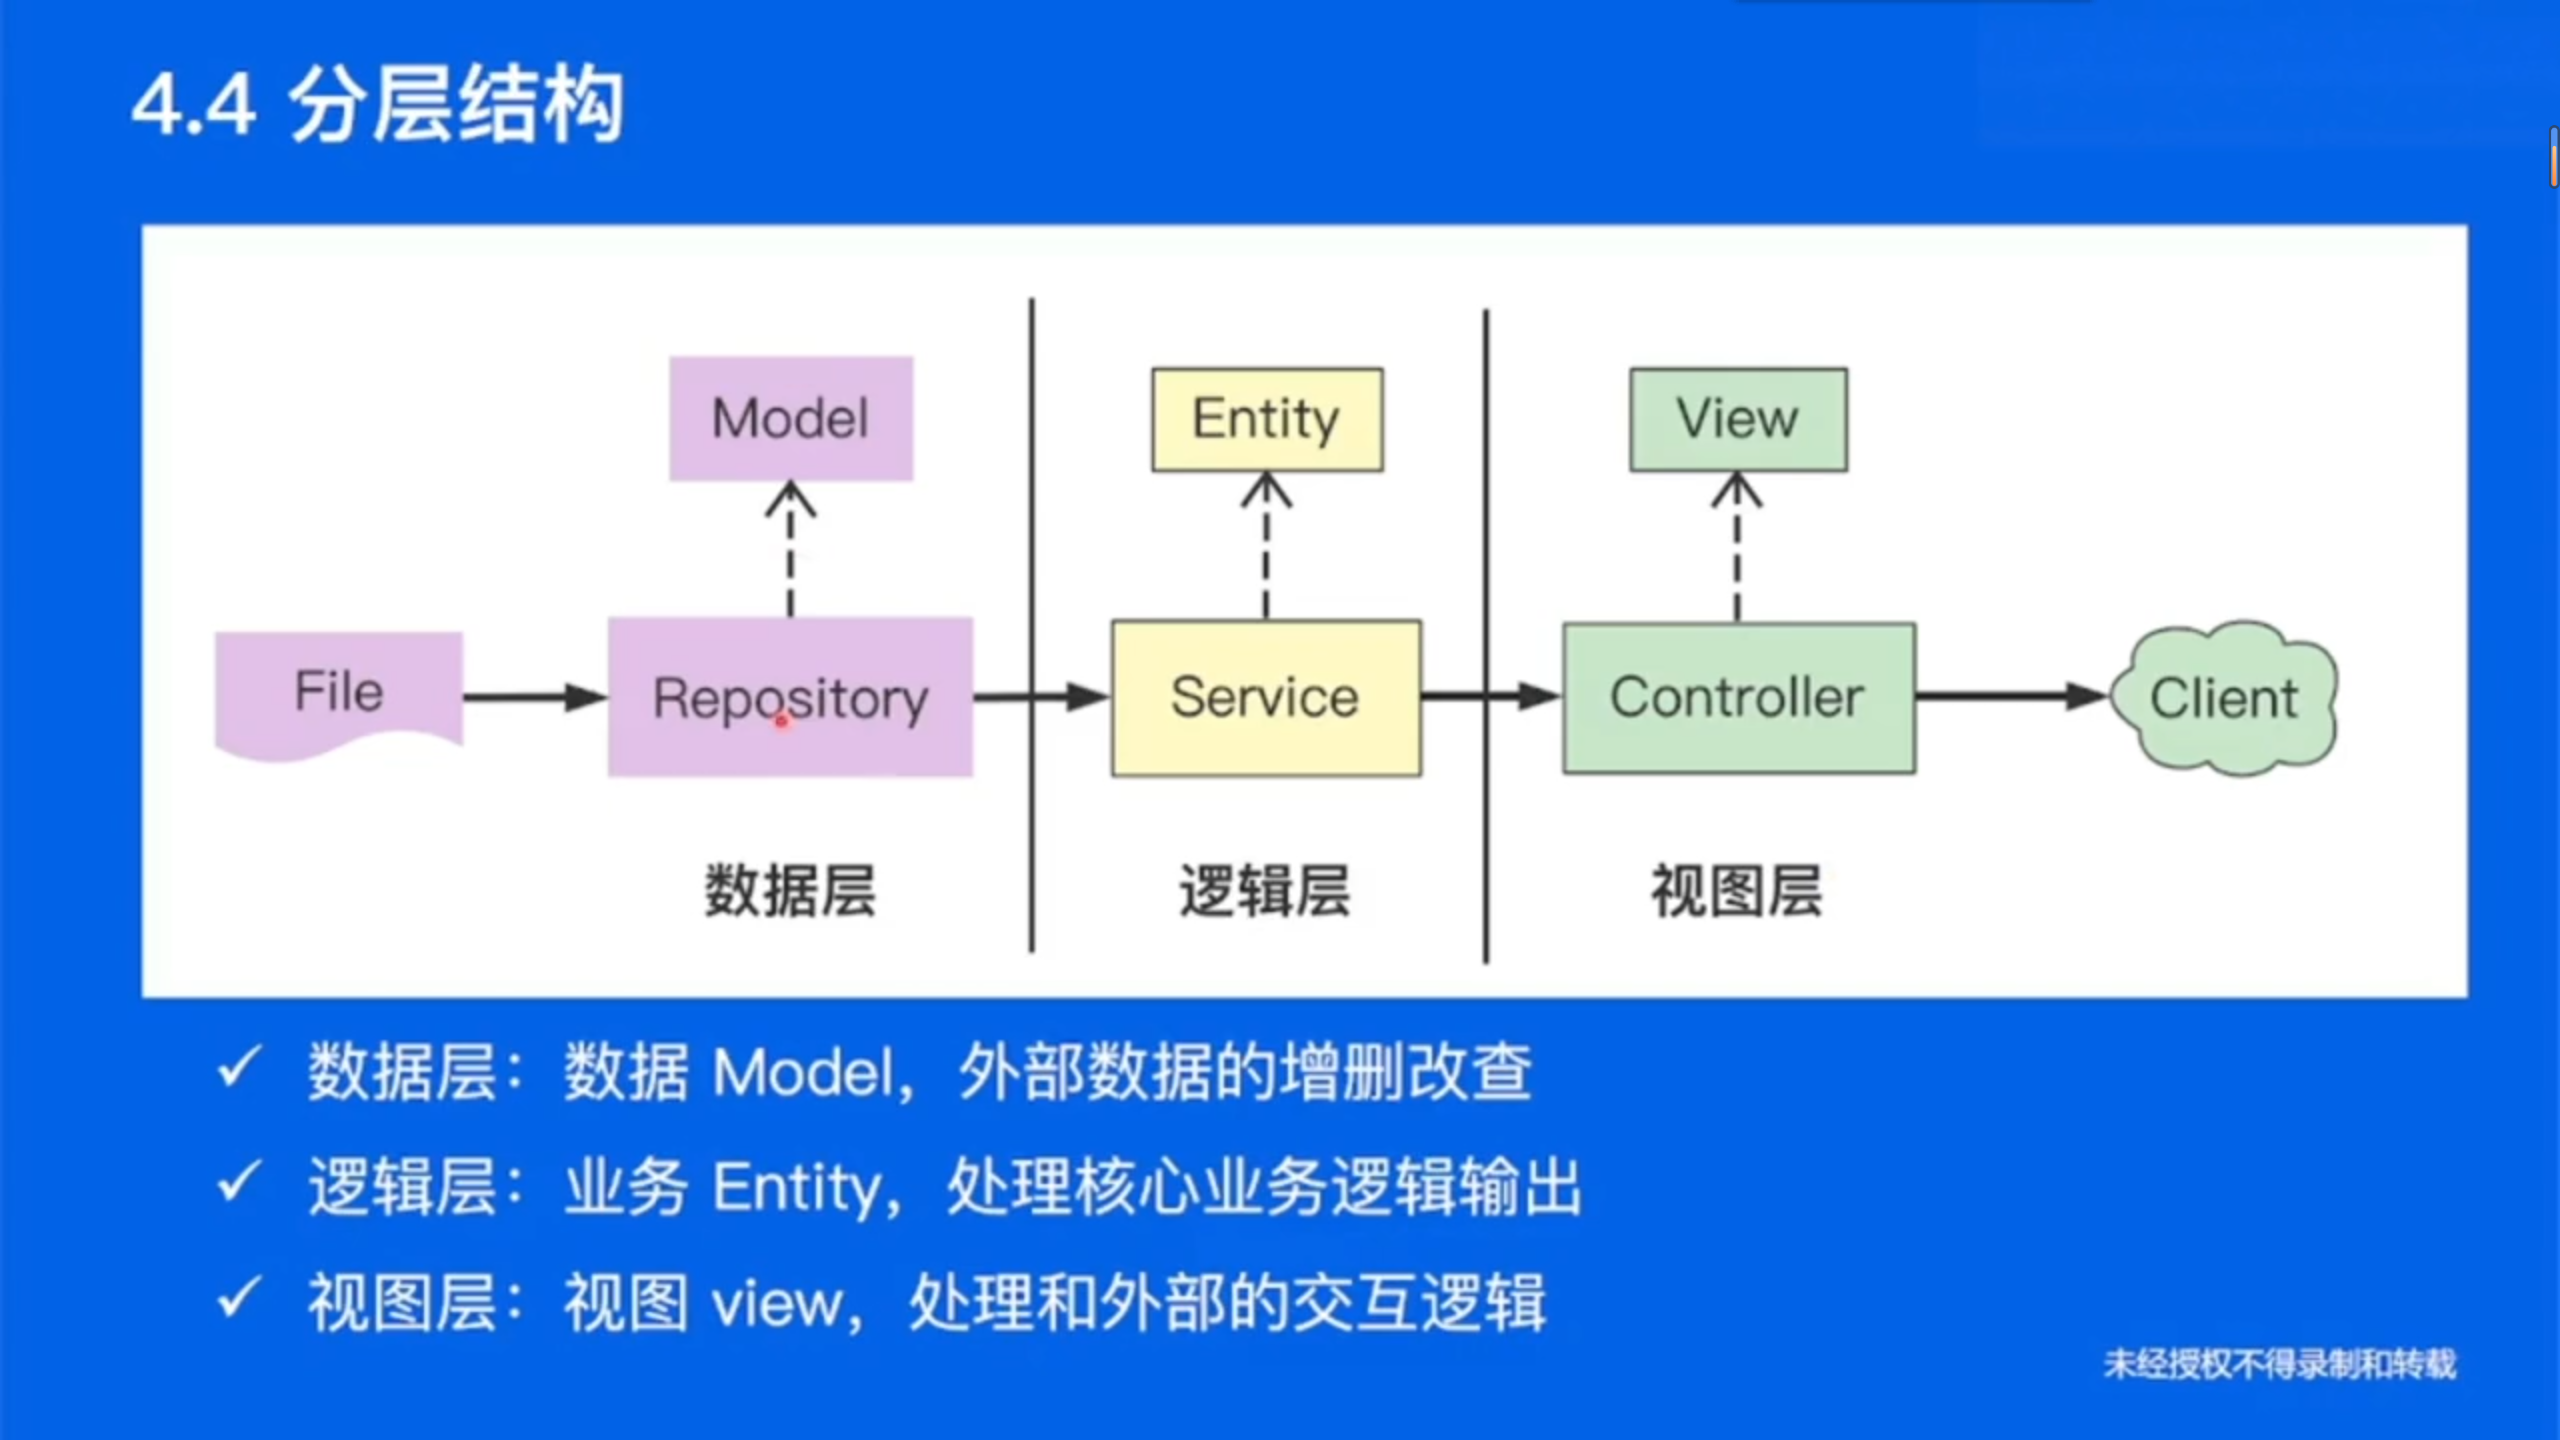 4.4 分层结构
Model
Entity
View
File
Repository
Service
Controller
Client
数据层
逻辑层
视图层
✓ 数据层：数据 Model，外部数据的增删改查
✓ 逻辑层：业务 Entity，处理核心业务逻辑输出
✓ 视图层：视图 view，处理和外部的交互逻辑
未经授权不得录制和转载